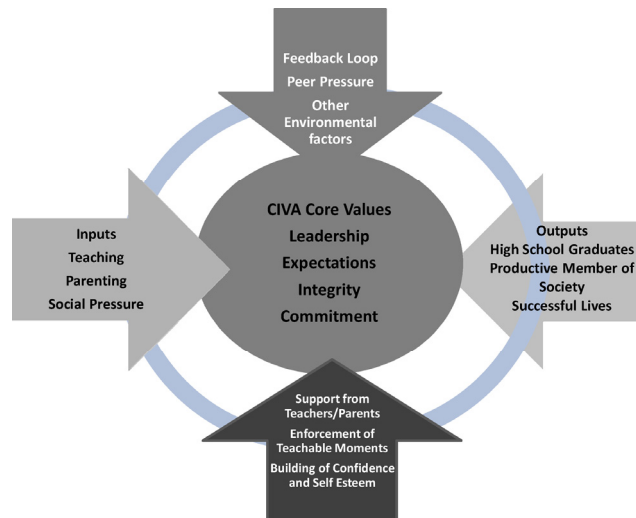 Feedback Loop
Peer Pressure
Other
Environmental
factors
CIVA Core Values
Leadership
Expectations
Integrity
Commitment
Inputs
Teaching
Parenting
Social Pressure
Outputs
High School Graduates
Productive Member of
Society
Successful Lives
Support from
Teachers/Parents
Enforcement of
Teachable Moments
Building of Confidence
and Self Esteem